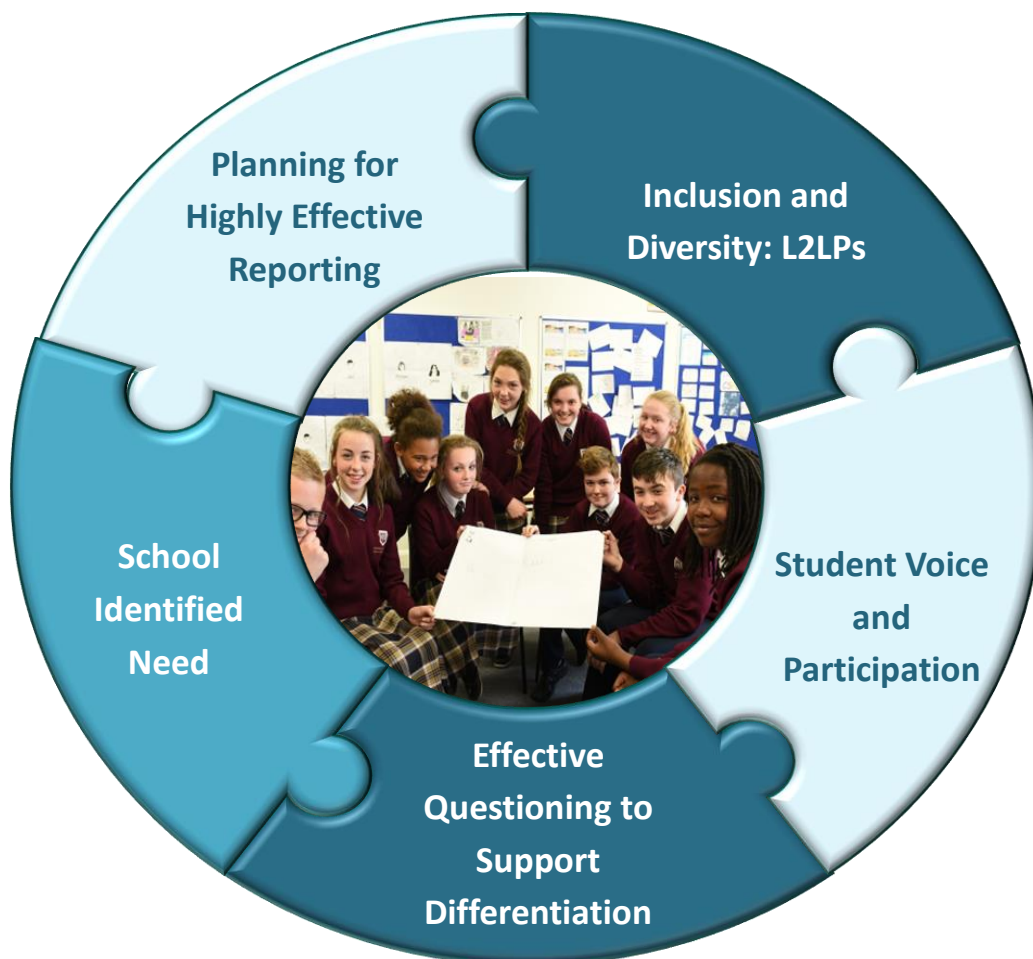 Planning for
Highly Effective
Reporting
Inclusion and
Diversity: L2LPs
Student Voice
and
Participation
Effective
Questioning to
Support
Differentiation
School
Identified
Need